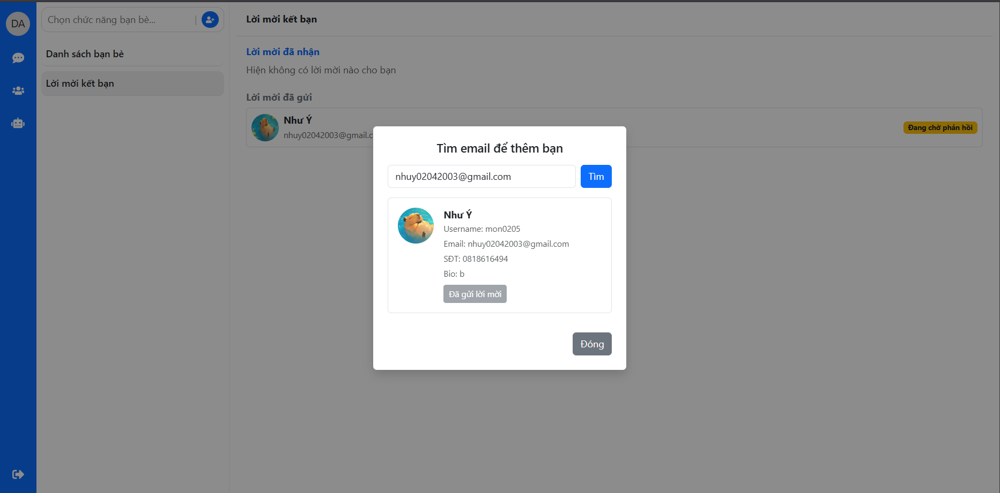 DA
Chọn chức năng bạn bè...
Danh sách bạn bè
Lời mời kết bạn
Lời mời kết bạn
Lời mời đã nhận
Hiện không có lời mời nào cho bạn
Lời mời đã gửi
Như Ý
nhuy02042003@gmail.c
Đang chờ phản hồi
Tìm email để thêm bạn
nhuy02042003@gmail.com
Tìm
Như Ý
Username: mon0205
Email: nhuy02042003@gmail.com
SĐT: 0818616494
Bio: b
Đã gửi lời mời
Đóng